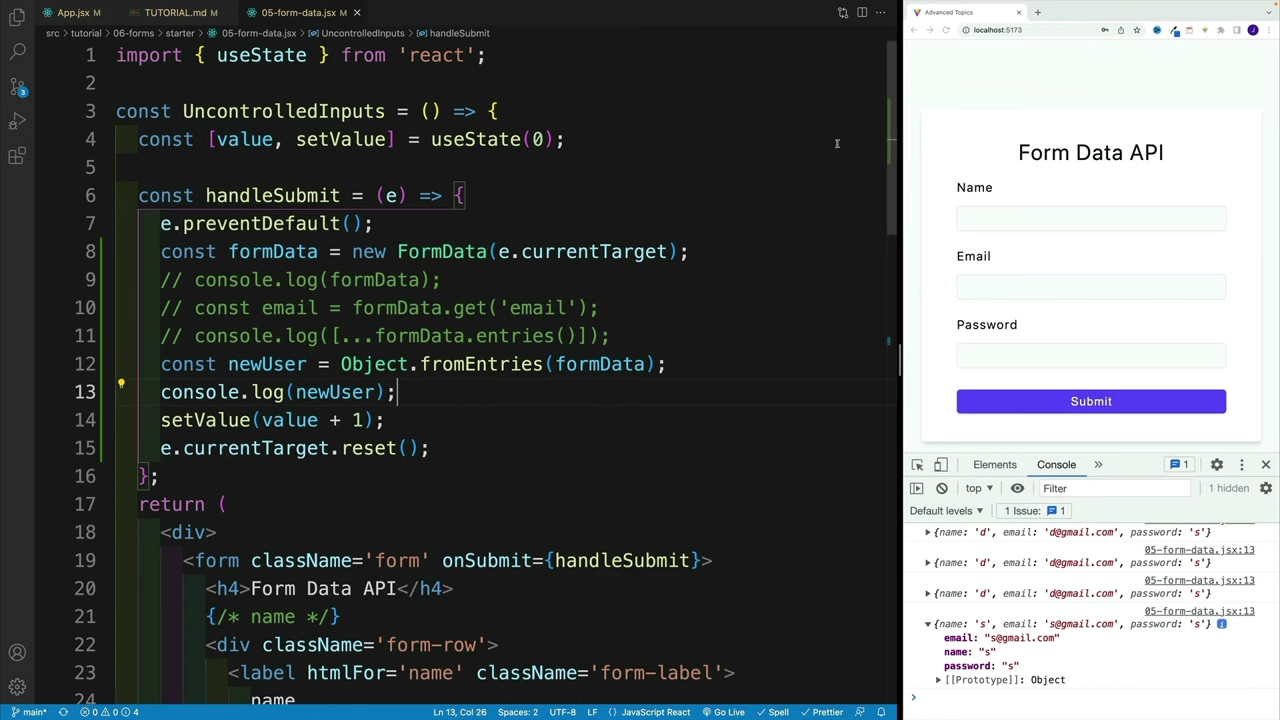 App.jsx M
TUTORIAL.md M
05-form-data.jsx M
src > tutorial > 06-forms > starter > 05-form-data.jsx > UncontrolledInputs > handleSubmit
1 import { useState } from 'react';
2
3 const UncontrolledInputs = () => {
4 const [value, setValue] = useState(0);
5
6 const handleSubmit = (e) => {
7 e.preventDefault();
8 const formData = new FormData(e.currentTarget);
9 // console.log(formData);
10 // const email = formData.get('email');
11 // console.log([...formData.entries()]);
12 const newUser = Object.fromEntries(formData);
13 console.log(newUser);
14 setValue(value + 1);
15 e.currentTarget.reset();
16 };
17 return (
18 <div>
19 <form className='form' onSubmit={handleSubmit}>
20 <h4>Form Data API</h4>
21 {/* name */}
22 <div className='form-row'>
23 <label htmlFor='name' className='form-label'>
24 name
3
main* 0 0 4
Ln 13, Col 26 Spaces: 2 UTF-8 LF {} JavaScript React Go Live Spell Prettier
Advanced Topics
localhost:5173
J
Form Data API
Name
Email
Password
Submit
Elements Console » 1
top Filter 1 hidden
Default levels 1 Issue: 1
{name: 'd', email: 'd@gmail.com', password: 's'}
05-form-data.jsx:13
{name: 'd', email: 'd@gmail.com', password: 's'}
05-form-data.jsx:13
{name: 'd', email: 'd@gmail.com', password: 's'}
05-form-data.jsx:13
{name: 's', email: 's@gmail.com', password: 's'} i
email: "s@gmail.com"
name: "s"
password: "s"
[[Prototype]]: Object